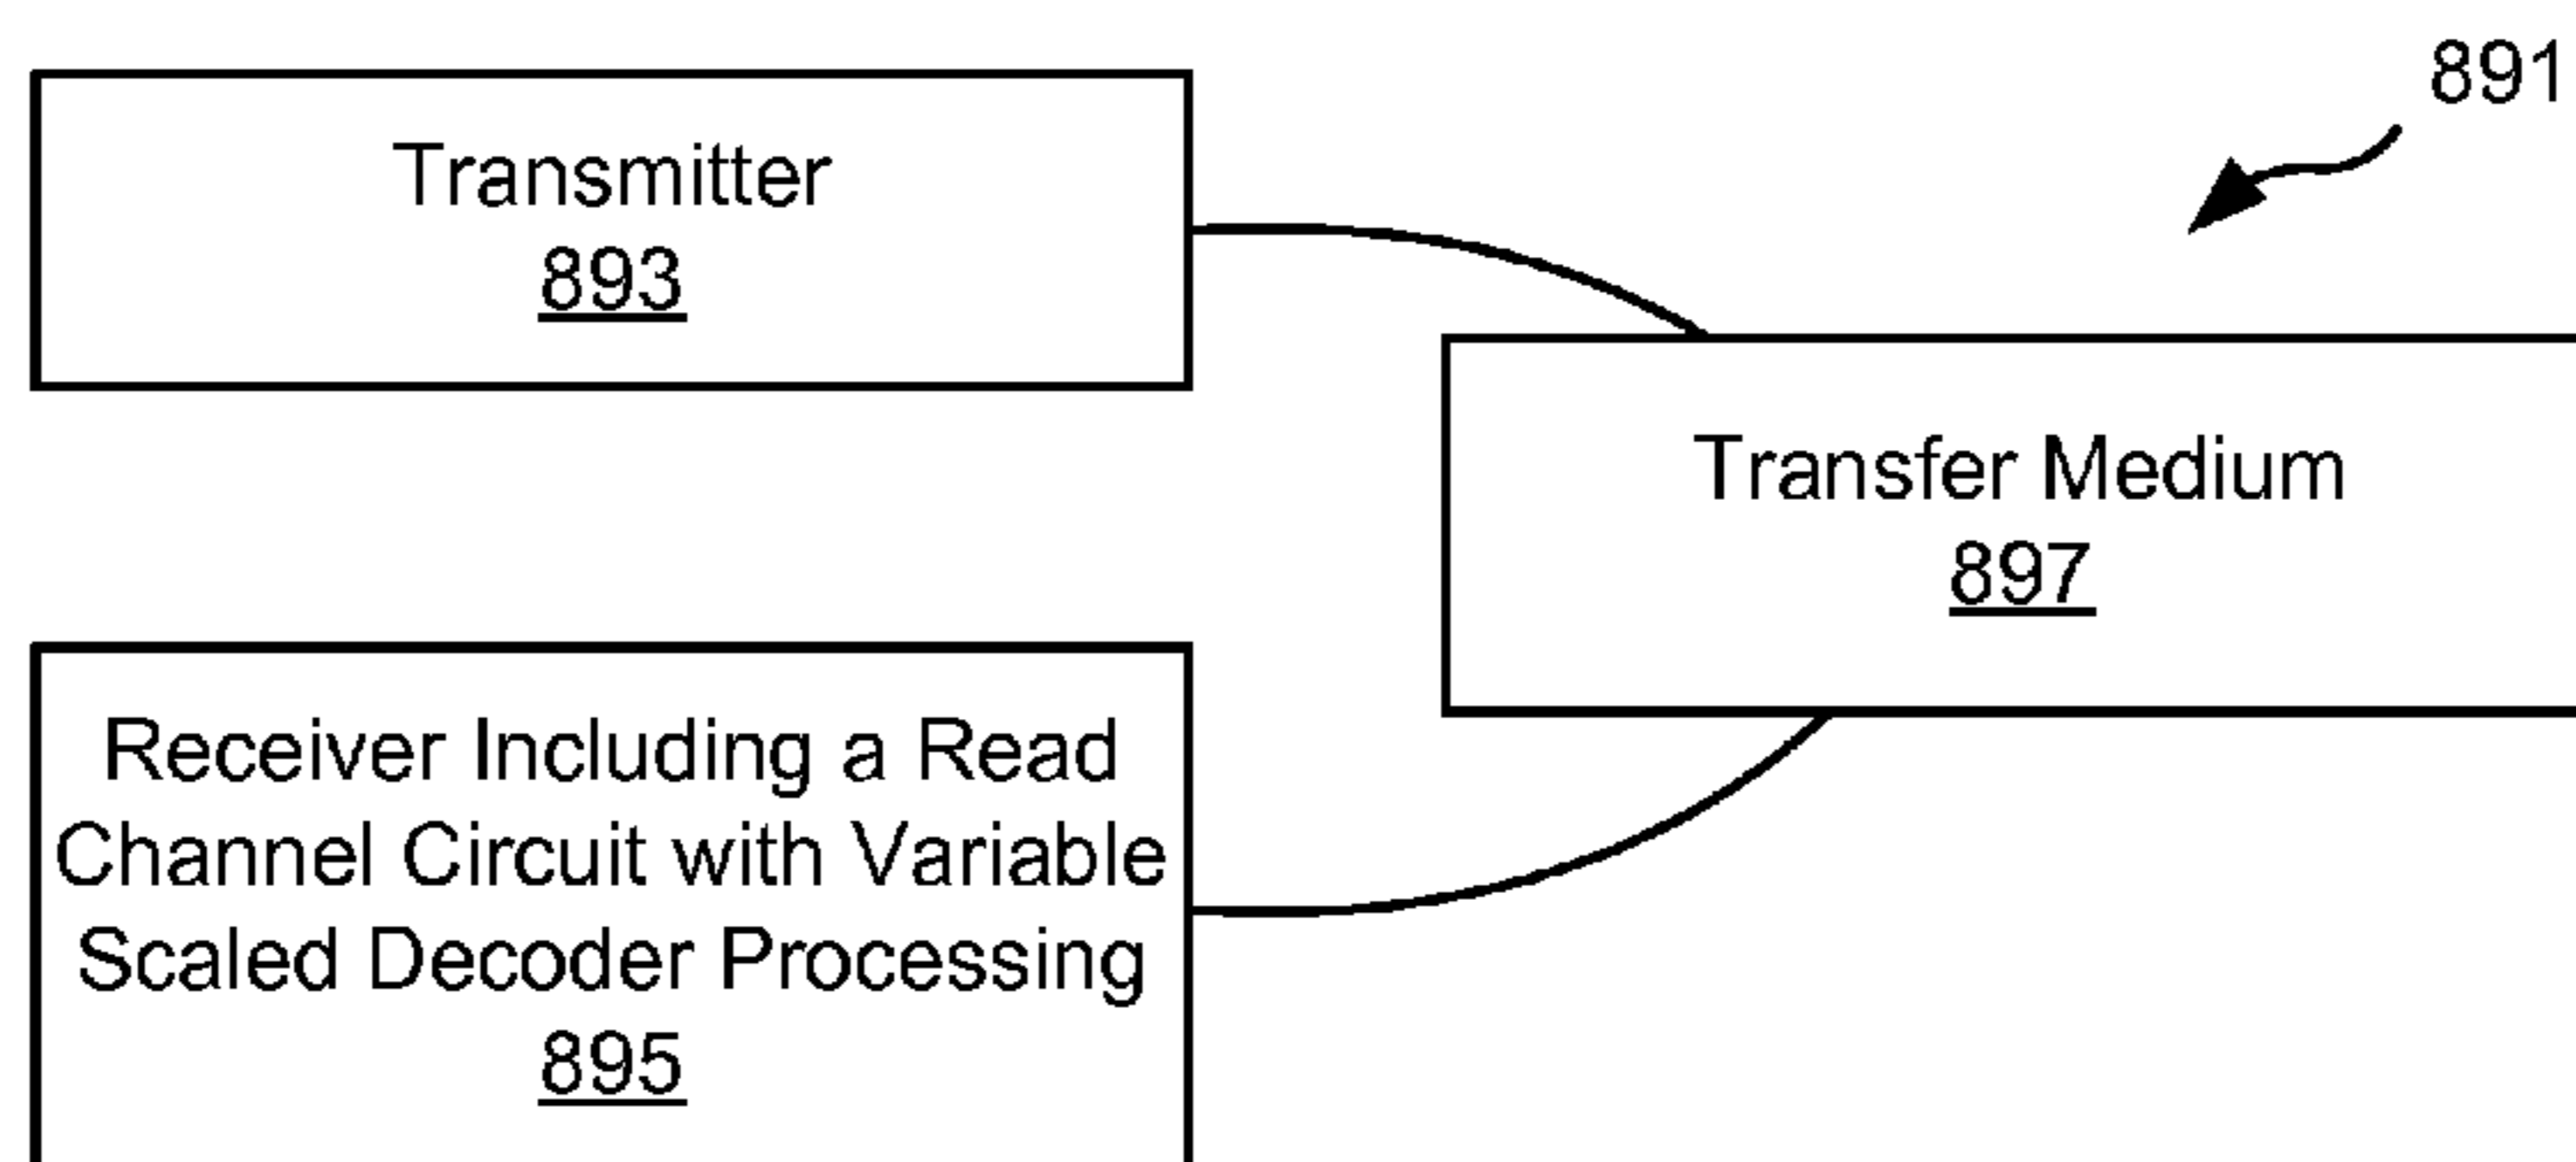 891
Transmitter
893
Transfer Medium
897
Receiver Including a Read
Channel Circuit with Variable
Scaled Decoder Processing
895